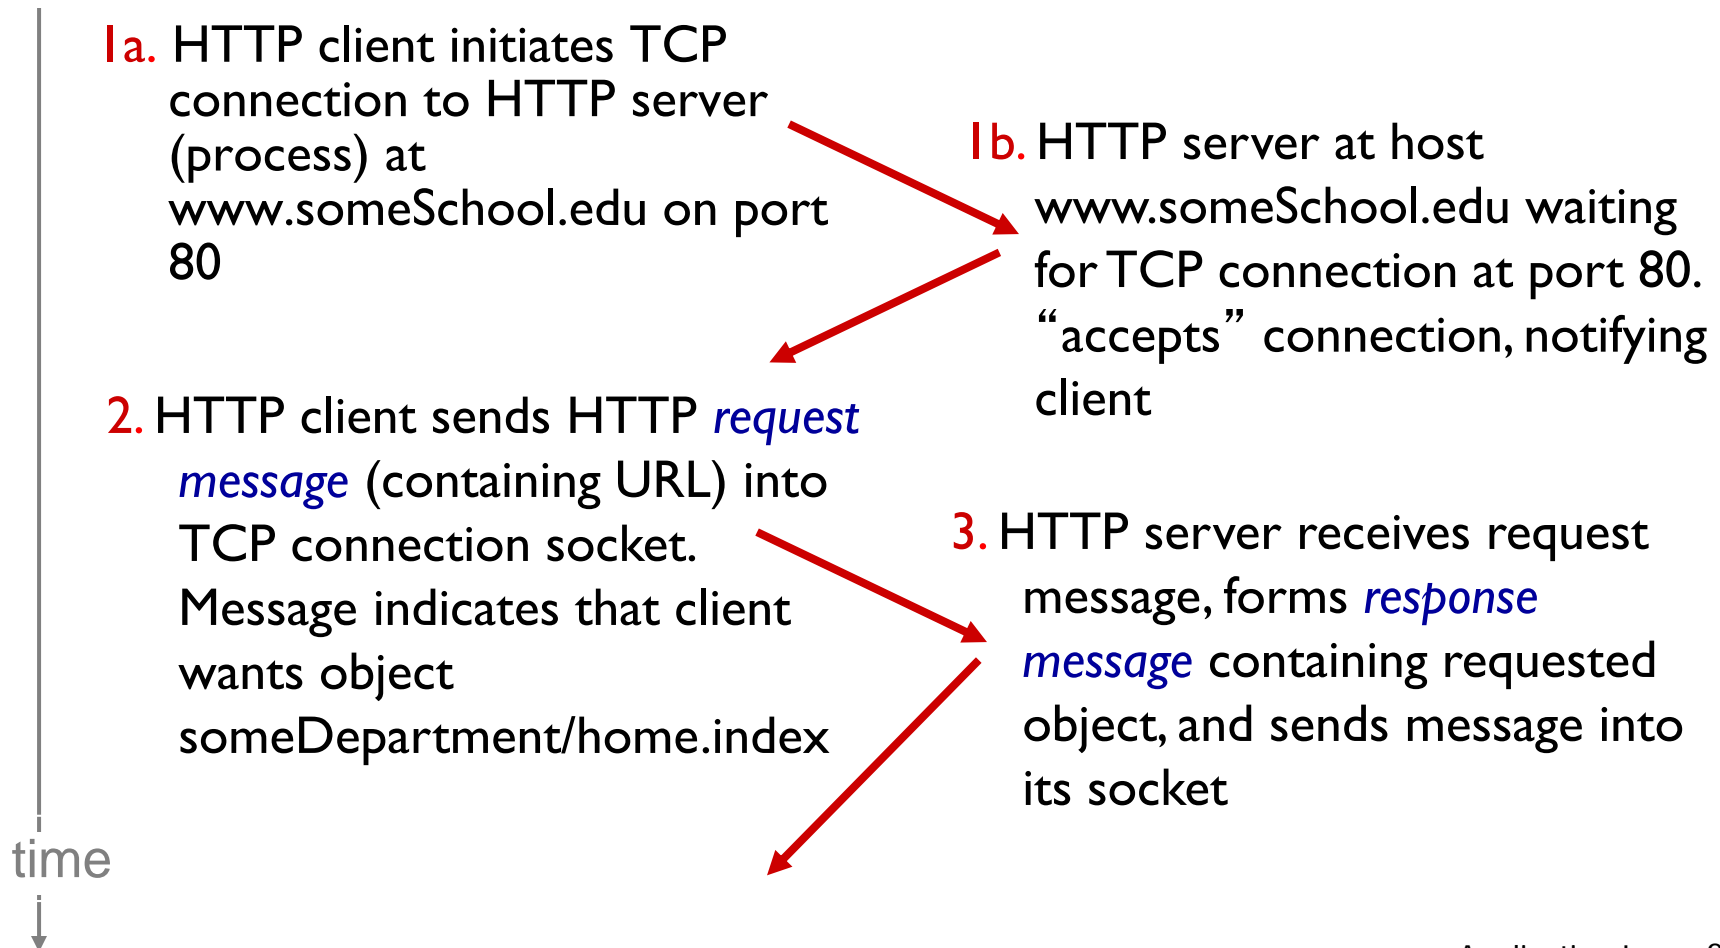 1a. HTTP client initiates TCP
connection to HTTP server
(process) at
www.someSchool.edu on port
80
1b. HTTP server at host
www.someSchool.edu waiting
for TCP connection at port 80.
“accepts” connection, notifying
client
2. HTTP client sends HTTP request
message (containing URL) into
TCP connection socket.
Message indicates that client
wants object
someDepartment/home.index
3. HTTP server receives request
message, forms response
message containing requested
object, and sends message into
its socket
time